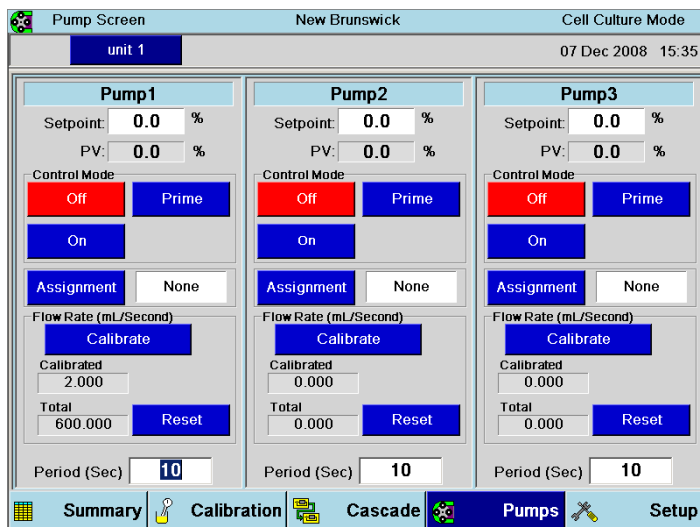 Pump Screen New Brunswick Cell Culture Mode
unit 1 07 Dec 2008 15:35
Pump1
Setpoint: 0.0 %
PV: 0.0 %
Control Mode
Off Prime
On
Assignment None
Flow Rate (mL/Second)
Calibrate
Calibrated
2.000
Total
600.000 Reset
Period (Sec) 10
Pump2
Setpoint: 0.0 %
PV: 0.0 %
Control Mode
Off Prime
On
Assignment None
Flow Rate (mL/Second)
Calibrate
Calibrated
0.000
Total
0.000 Reset
Period (Sec) 10
Pump3
Setpoint: 0.0 %
PV: 0.0 %
Control Mode
Off Prime
On
Assignment None
Flow Rate (mL/Second)
Calibrate
Calibrated
0.000
Total
0.000 Reset
Period (Sec) 10
Summary Calibration Cascade Pumps Setup